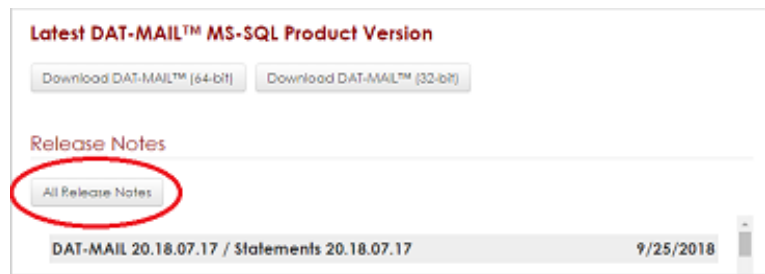 Latest DAT-MAIL™ MS-SQL Product Version
Download DAT-MAIL™ (64-bit) Download DAT-MAIL™ (32-bit)
Release Notes
All Release Notes
DAT-MAIL 20.18.07.17 / Statements 20.18.07.17 9/25/2018